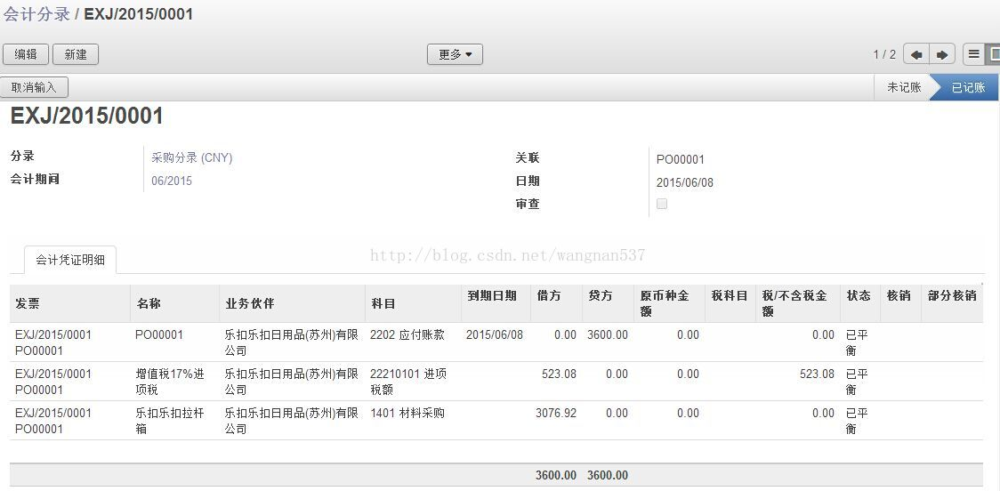 会计分录 / EXJ/2015/0001
编辑 新建 更多 1 / 2
取消输入 未记账 已记账
EXJ/2015/0001
分录 采购分录 (CNY) 关联 PO00001
会计期间 06/2015 日期 2015/06/08
审查
会计凭证明细 http://blog.csdn.net/wangnan537
发票 名称 业务伙伴 科目 到期日期 借方 贷方 原币种金 税科目 税/不含税金 状态 核销 部分核销
额 额
EXJ/2015/0001 PO00001 乐扣乐扣日用品(苏州)有限 2202 应付账款 2015/06/08 0.00 3600.00 0.00 0.00 已平
PO00001 公司 衡
EXJ/2015/0001 增值税17%进 乐扣乐扣日用品(苏州)有限 22210101 进项 523.08 0.00 0.00 523.08 已平
PO00001 项税 公司 税额 衡
EXJ/2015/0001 乐扣乐扣拉杆 乐扣乐扣日用品(苏州)有限 1401 材料采购 3076.92 0.00 0.00 0.00 已平
PO00001 箱 公司 衡
3600.00 3600.00